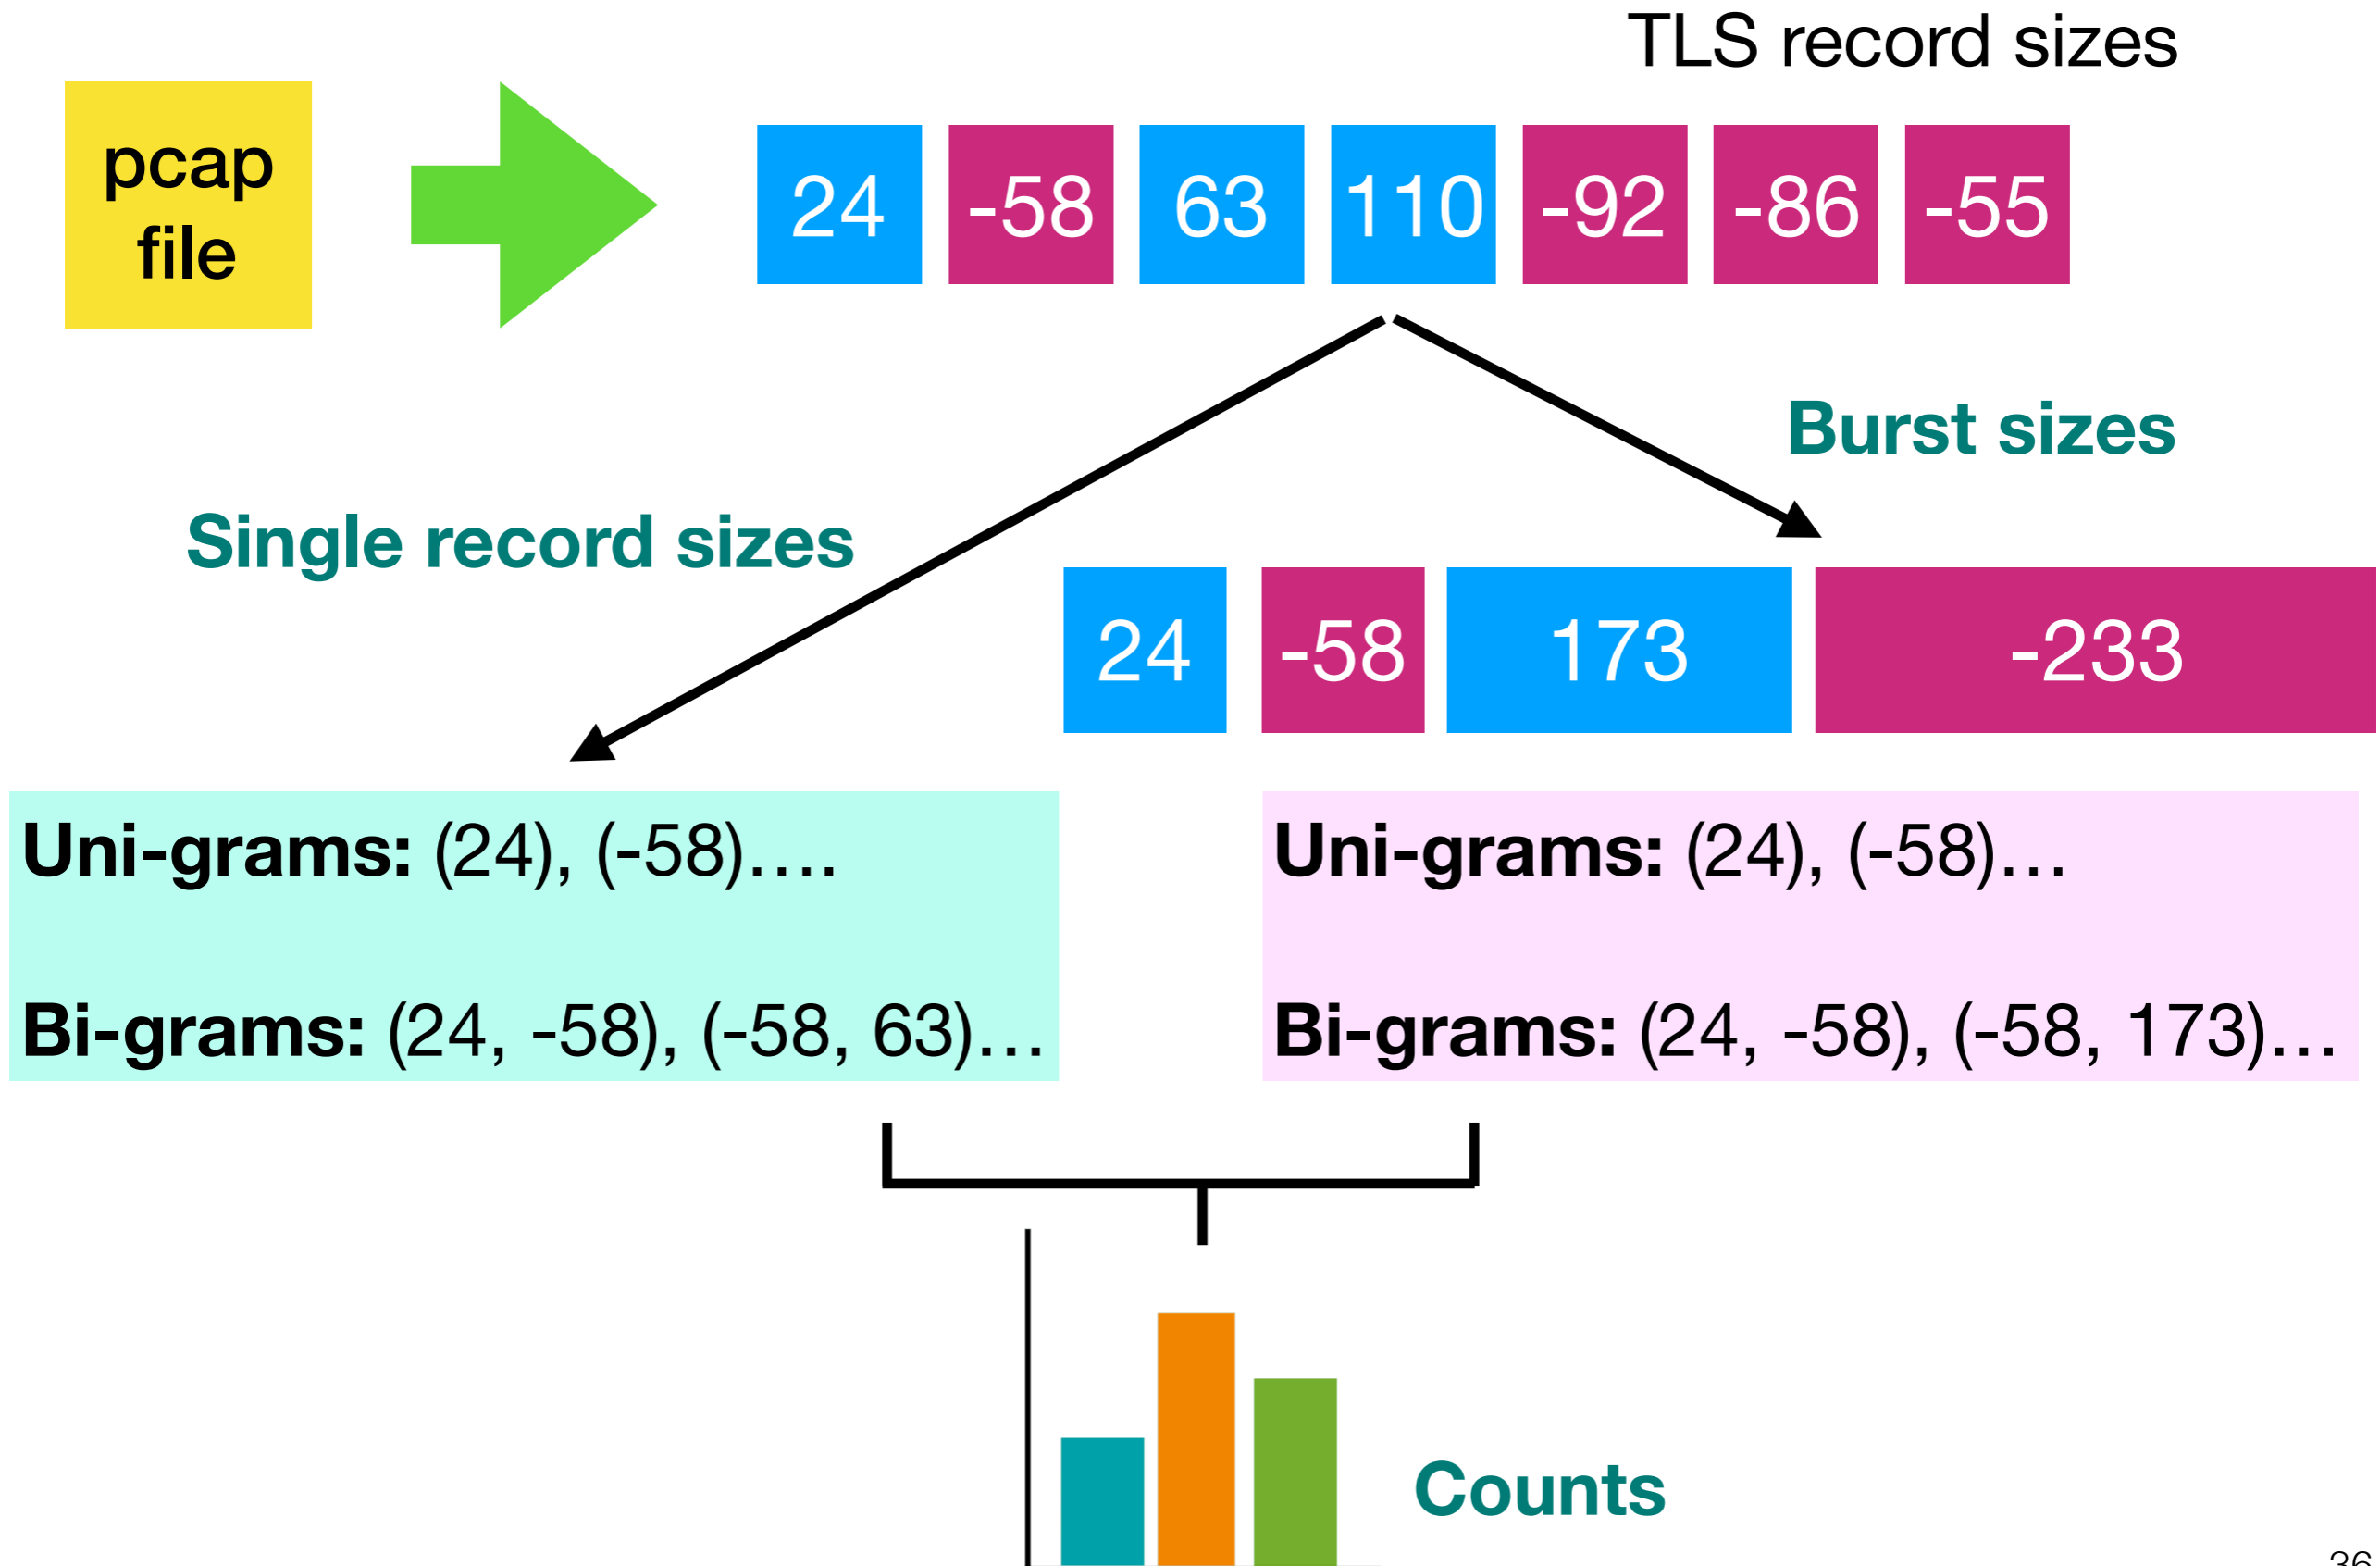 TLS record sizes
pcap
file
24 -58 63 110 -92 -86 -55
Burst sizes
Single record sizes
24 -58 173 -233
Uni-grams: (24), (-58)….
Bi-grams: (24, -58), (-58, 63)…
Uni-grams: (24), (-58)…
Bi-grams: (24, -58), (-58, 173)…
Counts
36